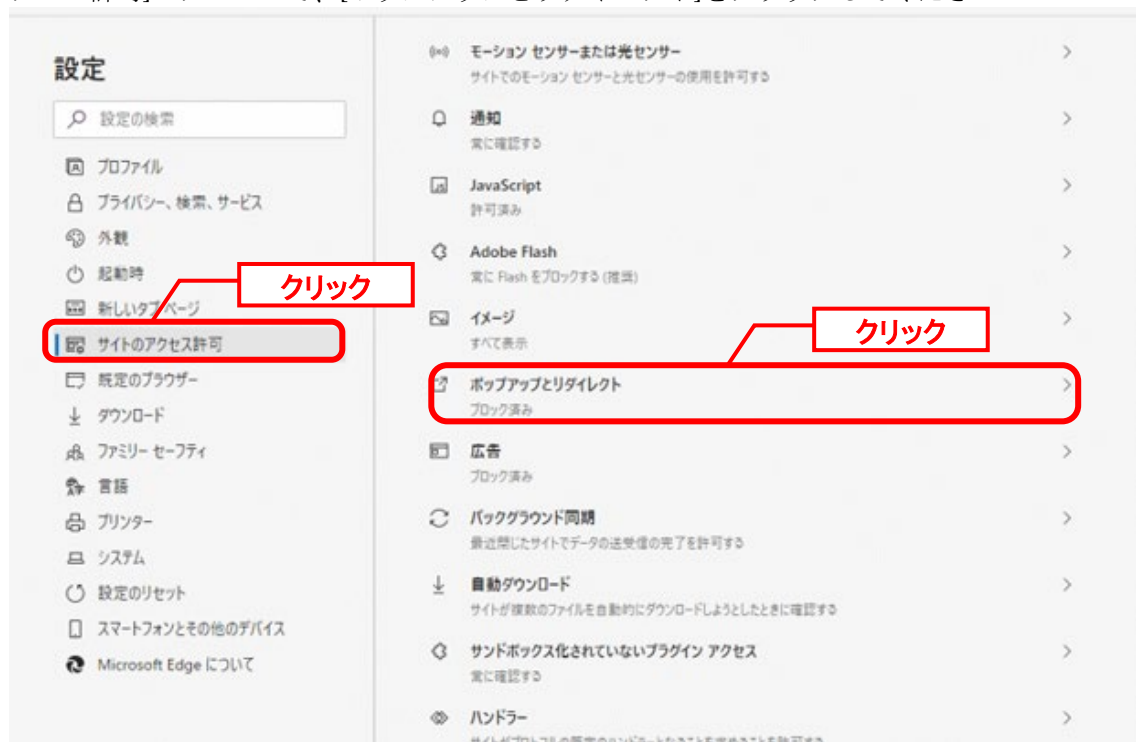 設定
設定の検索
プロファイル
プライバシー、検索、サービス
外観
起動時
新しいタブ ページ
サイトのアクセス許可
既定のブラウザー
ダウンロード
ファミリー セーフティ
言語
プリンター
システム
設定のリセット
スマートフォンとその他のデバイス
Microsoft Edge について
クリック
モーション センサーまたは光センサー
サイトでのモーション センサーと光センサーの使用を許可する
通知
常に確認する
JavaScript
許可済み
Adobe Flash
常に Flash をブロックする (推奨)
イメージ
すべて表示
クリック
ポップアップとリダイレクト
ブロック済み
広告
ブロック済み
バックグラウンド同期
最近閉じたサイトでデータの送受信の完了を許可する
自動ダウンロード
サイトが複数のファイルを自動的にダウンロードしようとしたときに確認する
サンドボックス化されていないプラグイン アクセス
常に確認する
ハンドラー